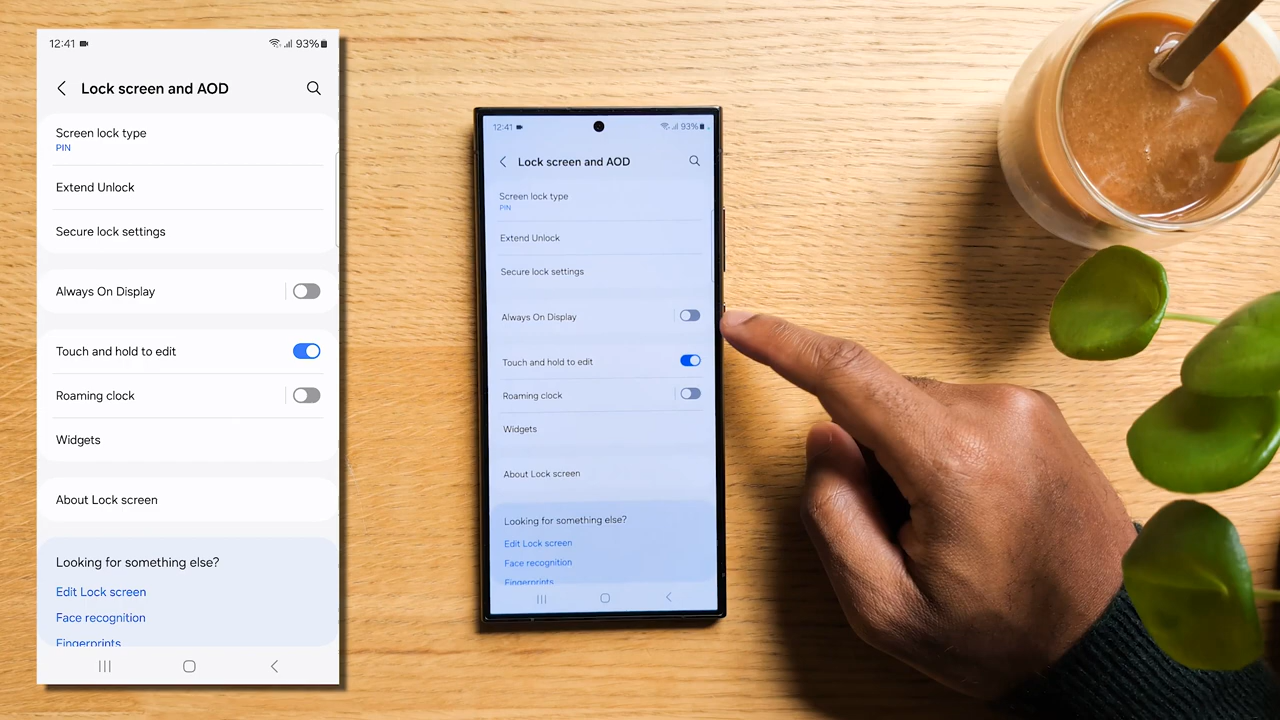 12:41 93%
Lock screen and AOD
Screen lock type
PIN
Extend Unlock
Secure lock settings
Always On Display
Touch and hold to edit
Roaming clock
Widgets
About Lock screen
Looking for something else?
Edit Lock screen
Face recognition
Fingerprints
12:41 93%
Lock screen and AOD
Screen lock type
PIN
Extend Unlock
Secure lock settings
Always On Display
Touch and hold to edit
Roaming clock
Widgets
About Lock screen
Looking for something else?
Edit Lock screen
Face recognition
Fingerprints